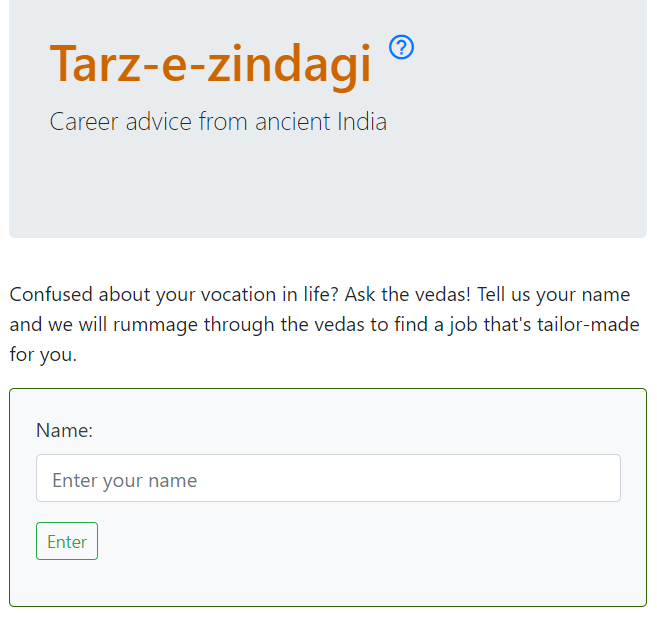 Tarz-e-zindagi
Career advice from ancient India
Confused about your vocation in life? Ask the vedas! Tell us your name
and we will rummage through the vedas to find a job that's tailor-made
for you.
Name:
Enter your name
Enter